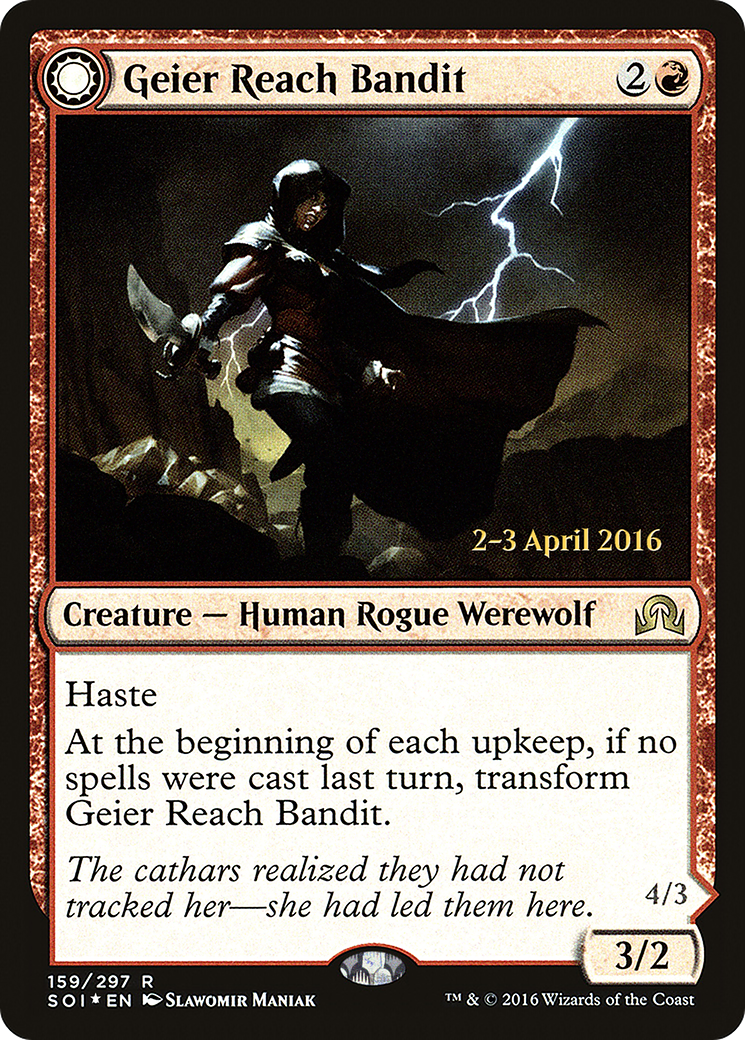 Geier Reach Bandit 2
2–3 April 2016
Creature — Human Rogue Werewolf
Haste
At the beginning of each upkeep, if no
spells were cast last turn, transform
Geier Reach Bandit.
The cathars realized they had not
tracked her—she had led them here.
4/3
3/2
159/297 R
SOI★EN Slawomir Maniak
™ & © 2016 Wizards of the Coast